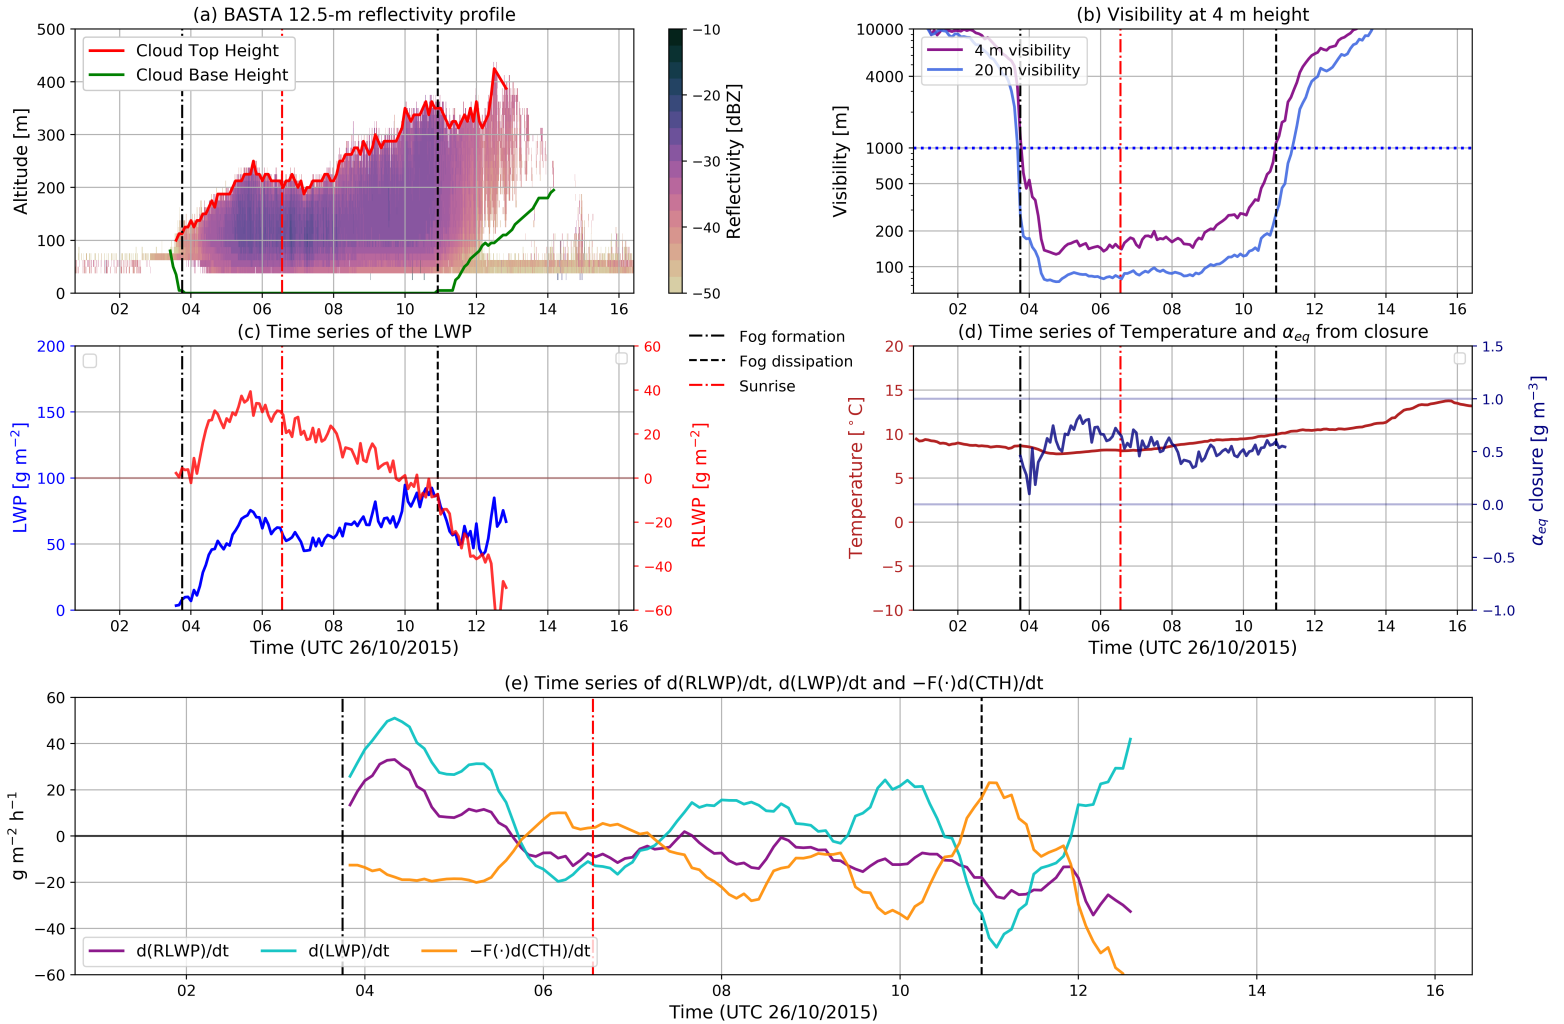 (a) BASTA 12.5-m reflectivity profile
500
400
300
200
100
0
Altitude [m]
Cloud Top Height
Cloud Base Height
02 04 06 08 10 12 14 16
−10
−20
−30
−40
−50
Reflectivity [dBZ]
(b) Visibility at 4 m height
10000
4000
1000
500
200
100
Visibility [m]
4 m visibility
20 m visibility
02 04 06 08 10 12 14 16
(c) Time series of the LWP
200
150
100
50
0
LWP [g m⁻²]
60
40
20
0
−20
−40
−60
RLWP [g m⁻²]
02 04 06 08 10 12 14 16
Time (UTC 26/10/2015)
Fog formation
Fog dissipation
Sunrise
(d) Time series of Temperature and α_eq from closure
20
15
10
5
0
−5
−10
Temperature [°C]
1.5
1.0
0.5
0.0
−0.5
−1.0
α_eq closure [g m⁻³]
02 04 06 08 10 12 14 16
Time (UTC 26/10/2015)
(e) Time series of d(RLWP)/dt, d(LWP)/dt and −F(·)d(CTH)/dt
60
40
20
0
−20
−40
−60
g m⁻² h⁻¹
d(RLWP)/dt d(LWP)/dt −F(·)d(CTH)/dt
02 04 06 08 10 12 14 16
Time (UTC 26/10/2015)